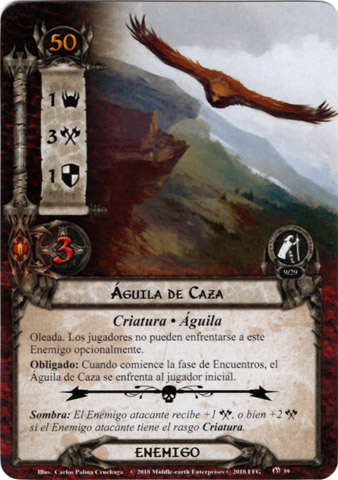 50
1
3
1
3
9/29
Águila de Caza
Criatura • Águila
Oleada. Los jugadores no pueden enfrentarse a este
Enemigo opcionalmente.
Obligado: Cuando comience la fase de Encuentros, el
Águila de Caza se enfrenta al jugador inicial.
Sombra: El Enemigo atacante recibe +1 , o bien +2
si el Enemigo atacante tiene el rasgo Criatura.
ENEMIGO
Illus. Carlos Palma Cruchaga © 2018 Middle-earth Enterprises © 2018 FFG 39